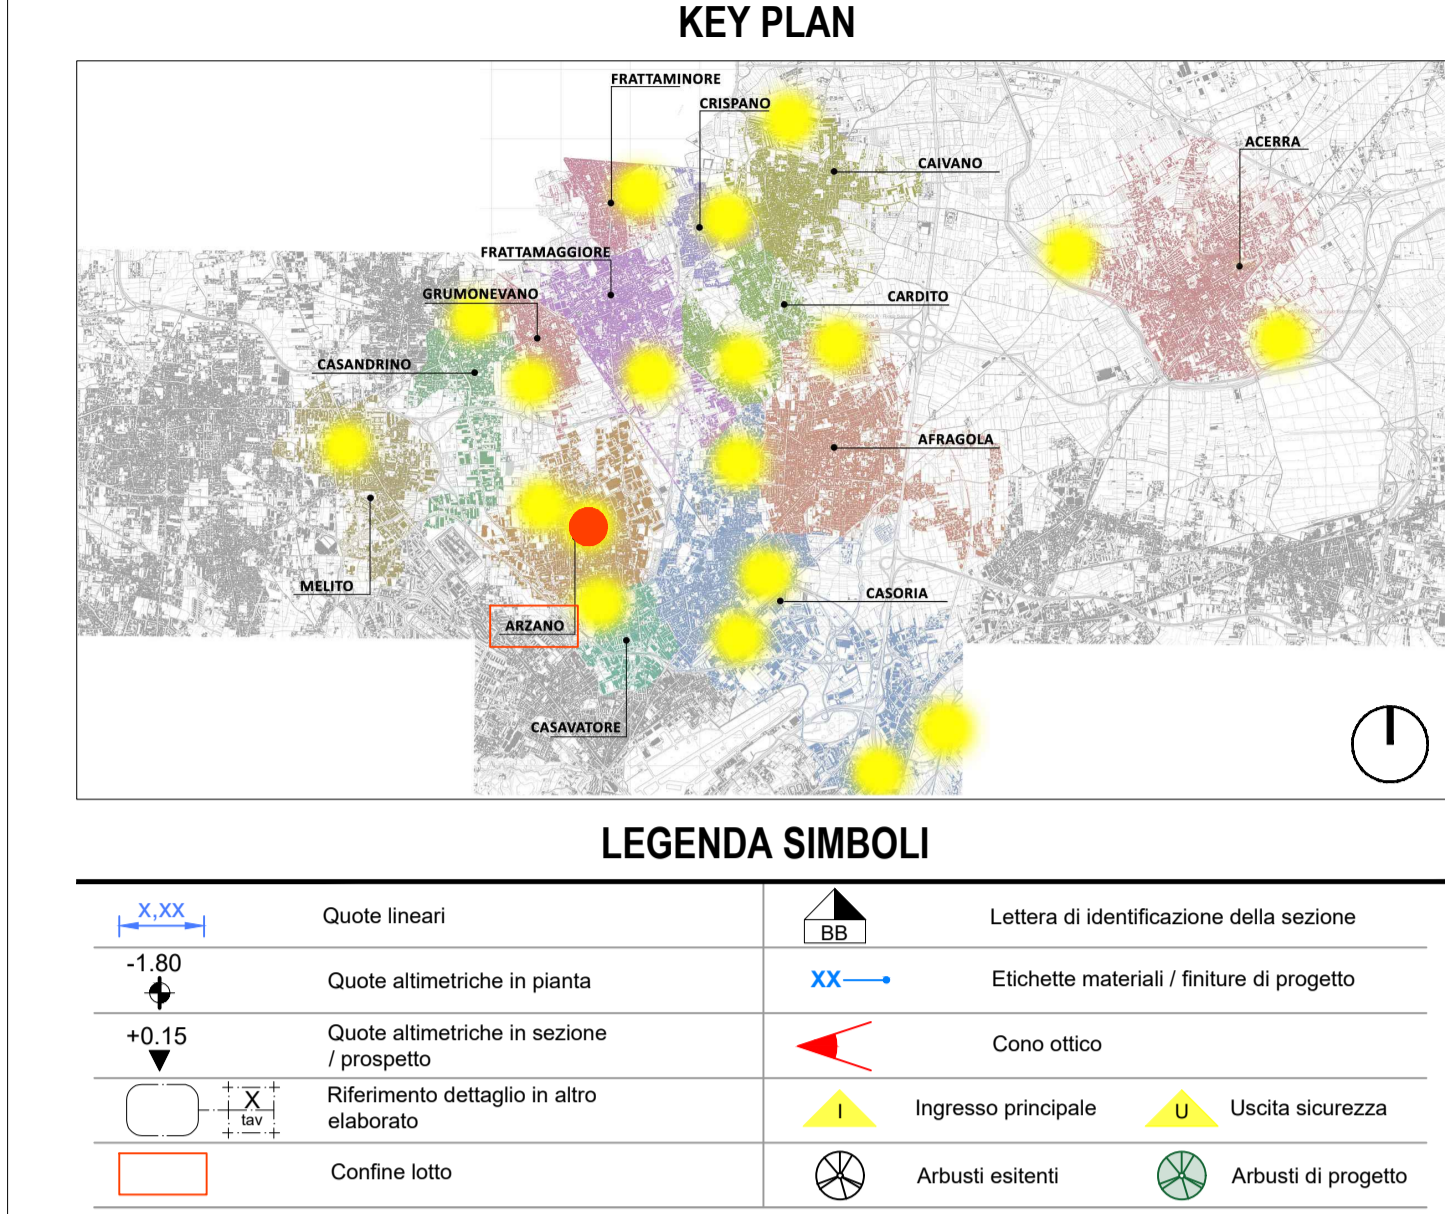 KEY PLAN
FRATTAMINORE
CRISPANO
CAIVANO
ACERRA
FRATTAMAGGIORE
GRUMONEVANO
CARDITO
CASANDRINO
AFRAGOLA
MELITO
CASORIA
ARZANO
CASAVATORE
LEGENDA SIMBOLI
X,XX
Quote lineari
BB
Lettera di identificazione della sezione
-1.80
Quote altimetriche in pianta
XX
Etichette materiali / finiture di progetto
+0.15
Quote altimetriche in sezione
/ prospetto
Cono ottico
X
tav
Riferimento dettaglio in altro
elaborato
I
Ingresso principale
U
Uscita sicurezza
Confine lotto
Arbusti esitenti
Arbusti di progetto